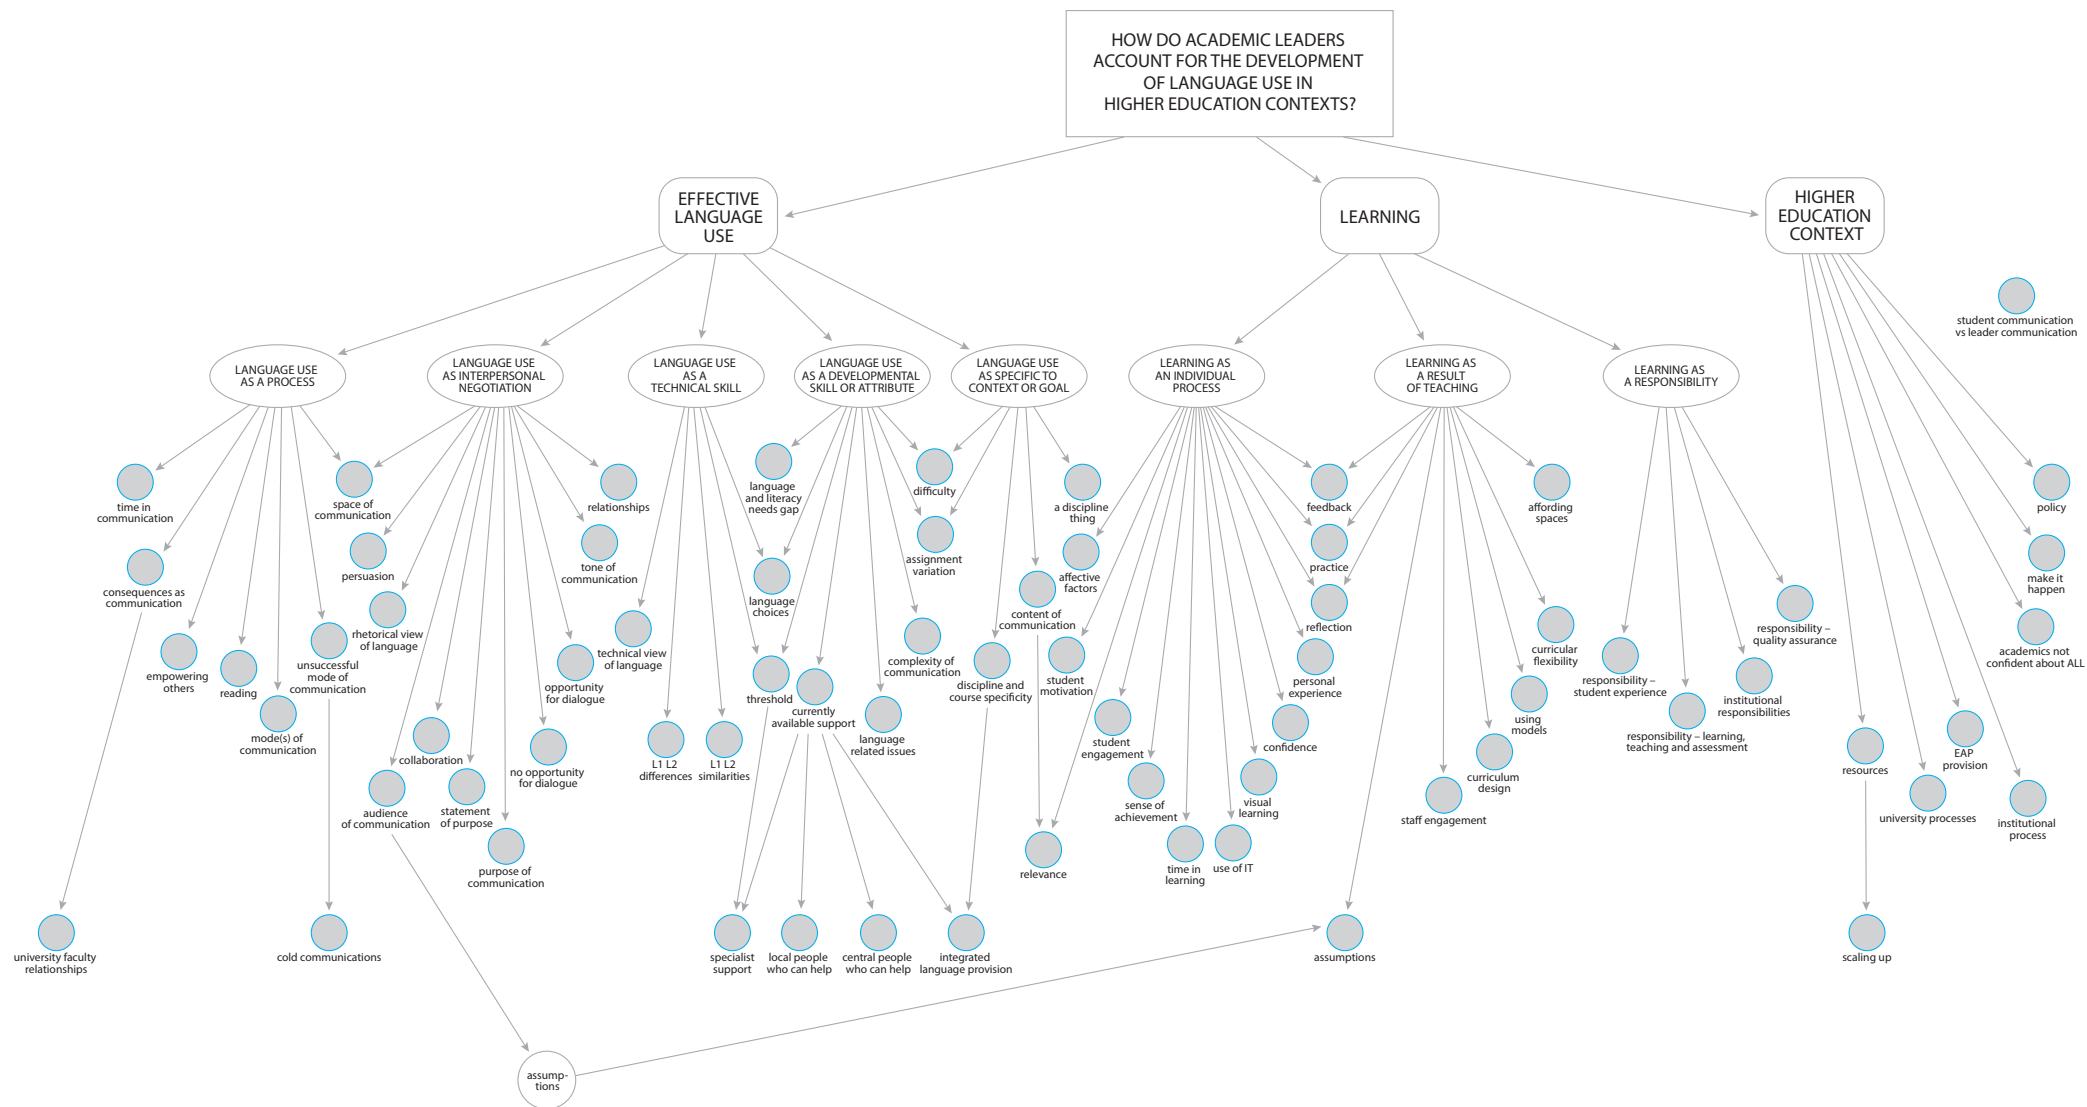 HOW DO ACADEMIC LEADERS
ACCOUNT FOR THE DEVELOPMENT
OF LANGUAGE USE IN
HIGHER EDUCATION CONTEXTS?
EFFECTIVE
LANGUAGE
USE
LEARNING
HIGHER
EDUCATION
CONTEXT
student communication
vs leader communication
LANGUAGE USE
AS A PROCESS
LANGUAGE USE
AS INTERPERSONAL
NEGOTIATION
LANGUAGE USE
AS A
TECHNICAL SKILL
LANGUAGE USE
AS A DEVELOPMENTAL
SKILL OR ATTRIBUTE
LANGUAGE USE
AS SPECIFIC TO
CONTEXT OR GOAL
LEARNING AS
AN INDIVIDUAL
PROCESS
LEARNING AS
A RESULT
OF TEACHING
LEARNING AS
A RESPONSIBILITY
time in
communication
space of
communication
consequences as
communication
empowering
others
reading
mode(s) of
communication
unsuccessful
mode of
communication
university faculty
relationships
cold communications
relationships
tone of
communication
persuasion
rhetorical view
of language
opportunity
for dialogue
no opportunity
for dialogue
collaboration
audience
of communication
statement
of purpose
purpose of
communication
assump-
tions
technical view
of language
L1 L2
differences
L1 L2
similarities
language
and literacy
needs gap
language
choices
threshold
currently
available support
difficulty
assignment
variation
complexity of
communication
language
related issues
specialist
support
local people
who can help
central people
who can help
integrated
language provision
a discipline
thing
content of
communication
discipline and
course specificity
relevance
affective
factors
student
motivation
student
engagement
sense of
achievement
time in
learning
use of IT
visual
learning
confidence
personal
experience
reflection
practice
feedback
affording
spaces
curricular
flexibility
using
models
curriculum
design
staff engagement
assumptions
responsibility –
student experience
responsibility – learning,
teaching and assessment
institutional
responsibilities
responsibility –
quality assurance
policy
make it
happen
academics not
confident about ALL
resources
EAP
provision
university processes
institutional
process
scaling up